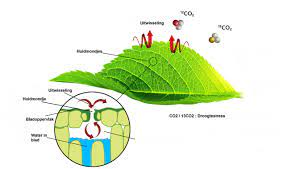 ¹²CO₂
Uitwisseling
¹³CO₂
Huidmondjes
Uitwisseling
Huidmondje
Bladoppervlak
Water in
blad
CO2 / 13CO2 : Droogtestress